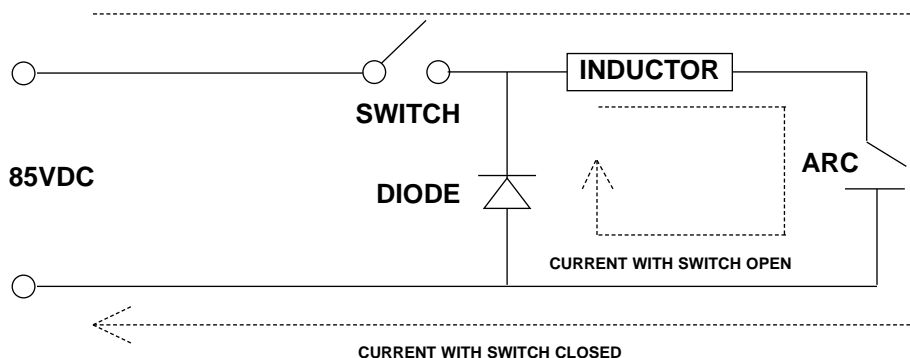 INDUCTOR
SWITCH
ARC
85VDC
DIODE
CURRENT WITH SWITCH OPEN
CURRENT WITH SWITCH CLOSED